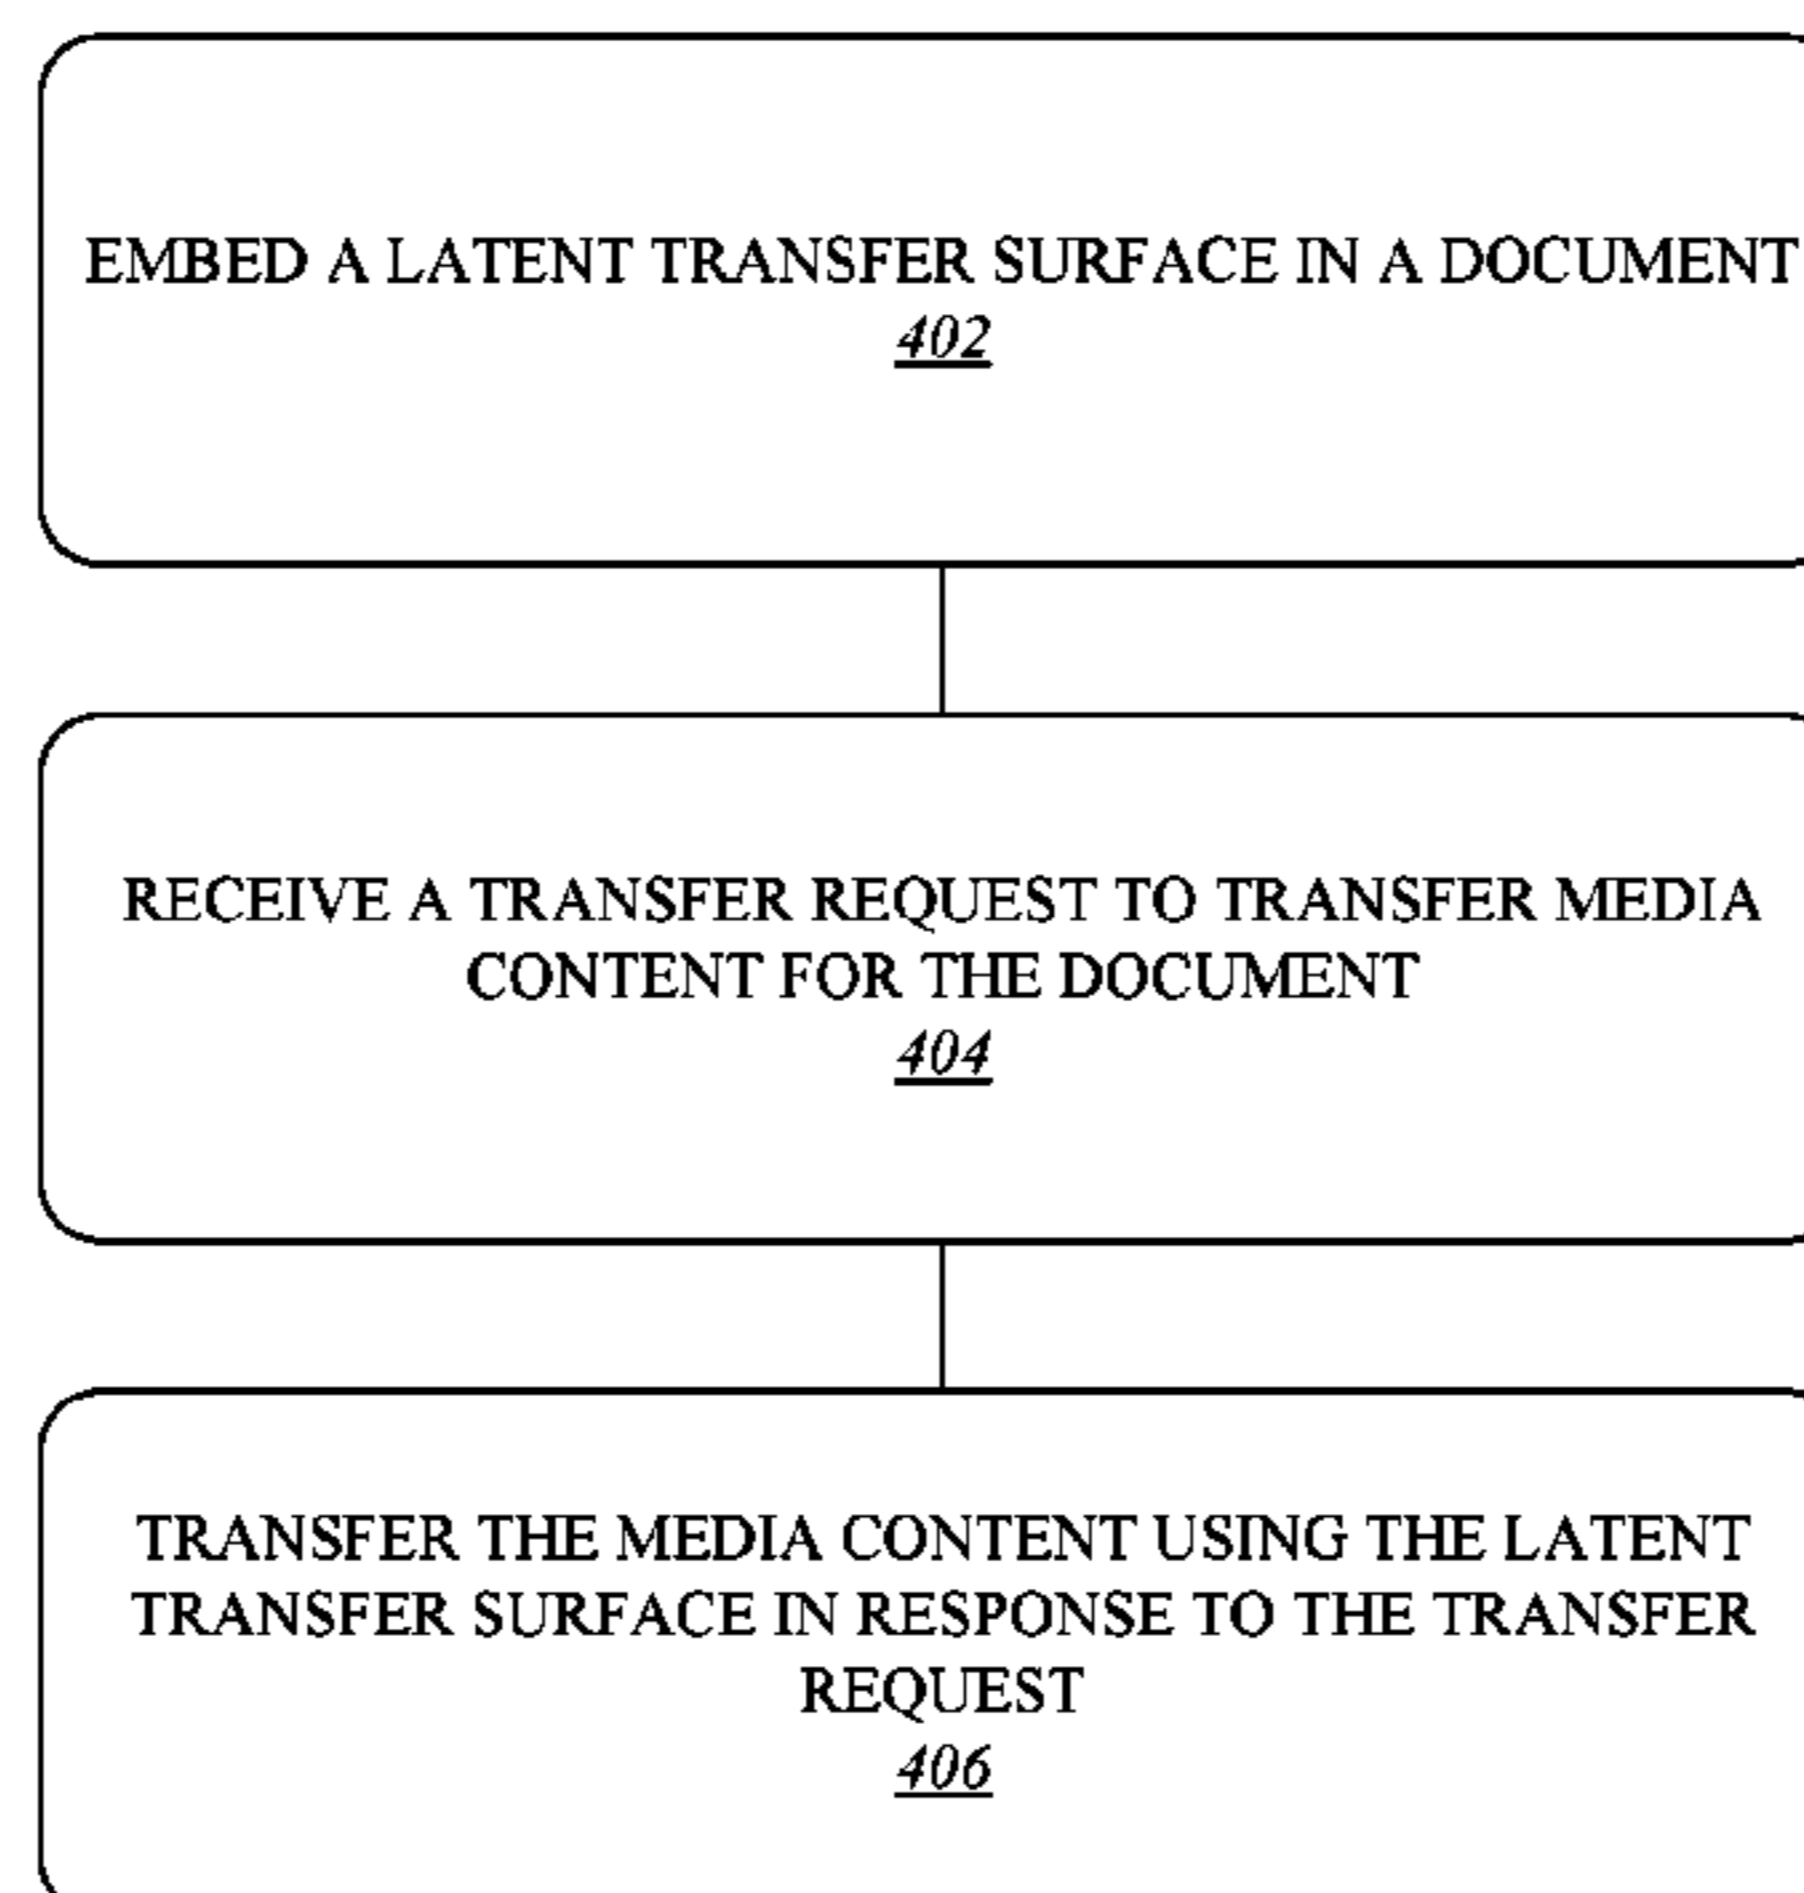 EMBED A LATENT TRANSFER SURFACE IN A DOCUMENT
402
RECEIVE A TRANSFER REQUEST TO TRANSFER MEDIA
CONTENT FOR THE DOCUMENT
404
TRANSFER THE MEDIA CONTENT USING THE LATENT
TRANSFER SURFACE IN RESPONSE TO THE TRANSFER
REQUEST
406